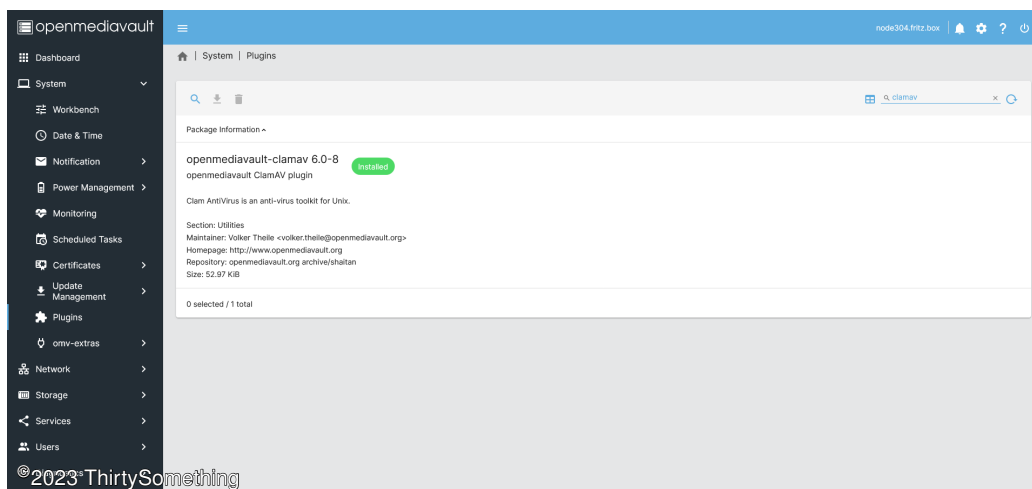 openmediavault
node304.fritz.box
Dashboard
System
Workbench
Date & Time
Notification
Power Management
Monitoring
Scheduled Tasks
Certificates
Update
Management
Plugins
omv-extras
Network
Storage
Services
Users
System | Plugins
clamav
Package Information
openmediavault-clamav 6.0-8
Installed
openmediavault ClamAV plugin
Clam AntiVirus is an anti-virus toolkit for Unix.
Section: Utilities
Maintainer: Volker Theile <volker.theile@openmediavault.org>
Homepage: http://www.openmediavault.org
Repository: openmediavault.org archive/shaitan
Size: 52.97 KiB
0 selected / 1 total
©2023 ThirtySomething